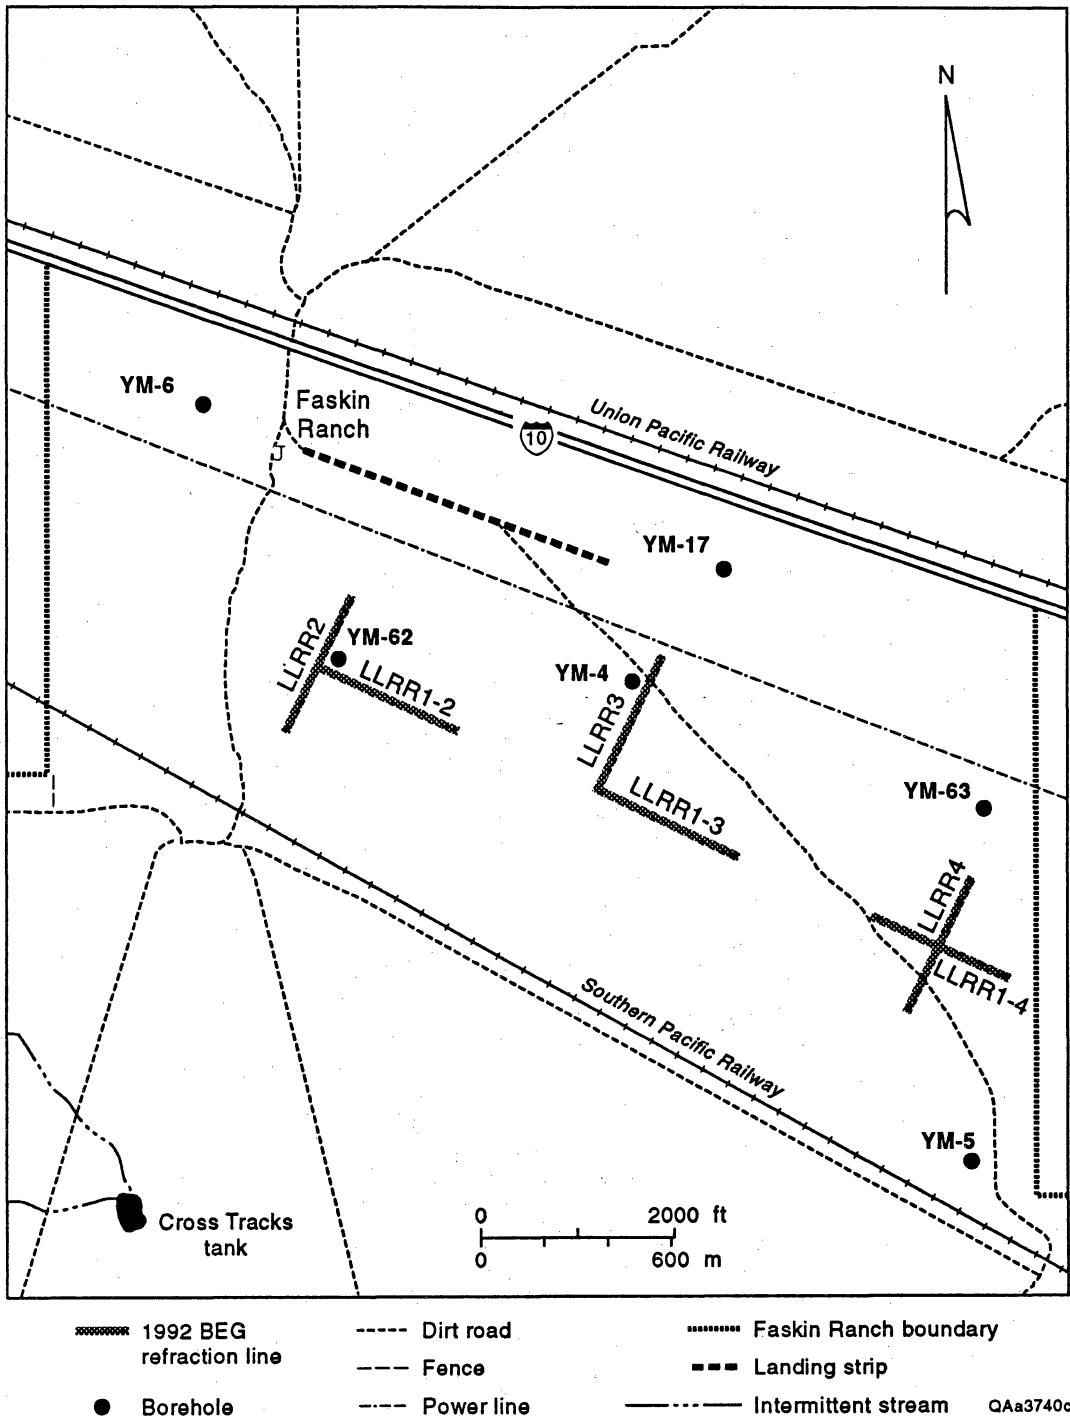 N
YM-6
Faskin
Ranch
J
10
Union Pacific Railway
YM-17
LLRR2
YM-62
LLRR1-2
YM-4
LLRR3
LLRR1-3
YM-63
LLRR4
LLRR1-4
Southern Pacific Railway
YM-5
Cross Tracks
tank
0 2000 ft
0 600 m
1992 BEG
refraction line
Borehole
Dirt road
Fence
Power line
Faskin Ranch boundary
Landing strip
Intermittent stream
QAa3740c